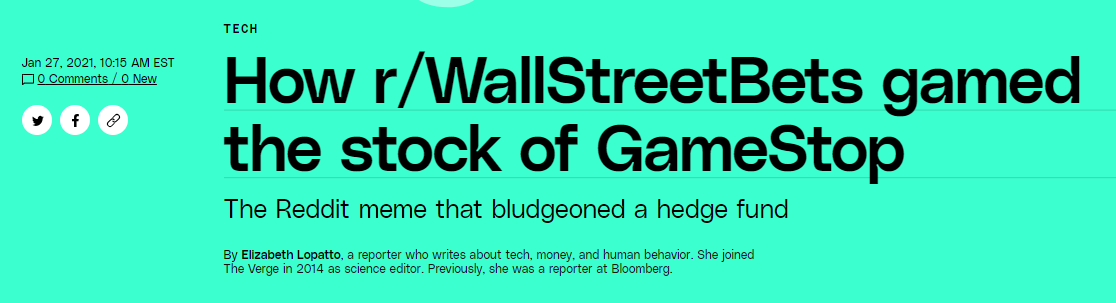 TECH
Jan 27, 2021, 10:15 AM EST
0 Comments / 0 New
How r/WallStreetBets gamed
the stock of GameStop
The Reddit meme that bludgeoned a hedge fund
By Elizabeth Lopatto, a reporter who writes about tech, money, and human behavior. She joined
The Verge in 2014 as science editor. Previously, she was a reporter at Bloomberg.